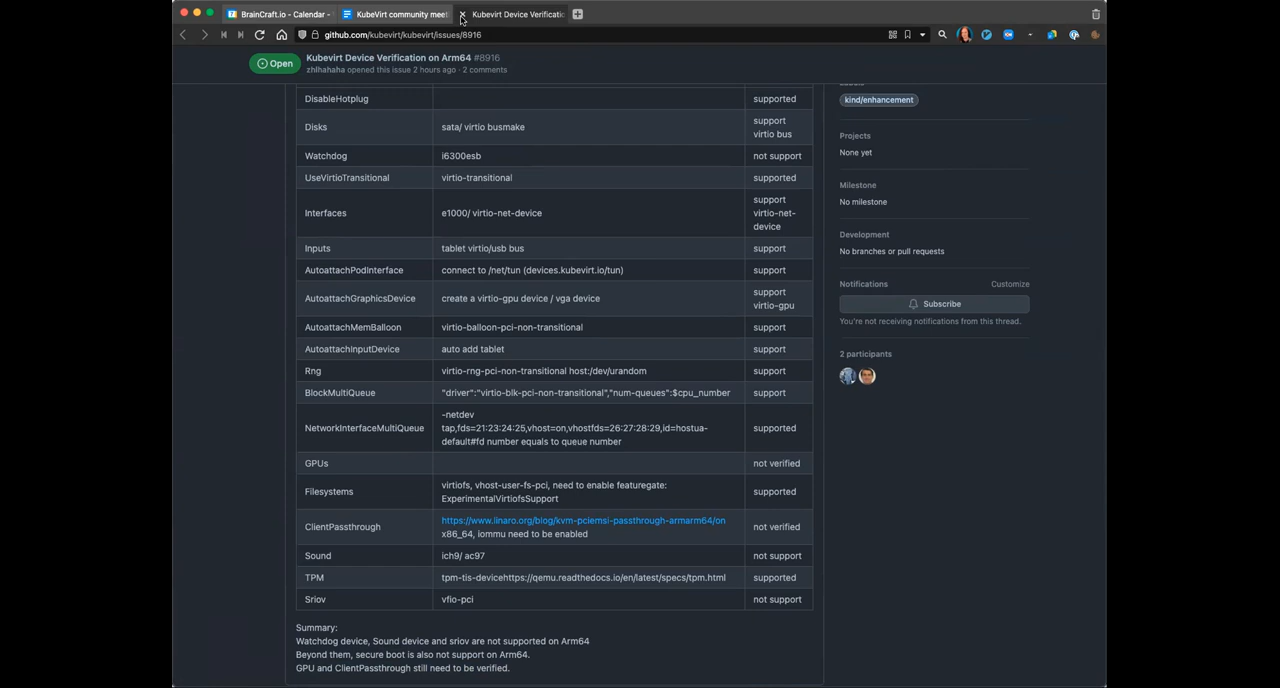 BrainCraft.io - Calendar -
KubeVirt community meet
Kubevirt Device Verificatio
github.com/kubevirt/kubevirt/issues/8916
Open
Kubevirt Device Verification on Arm64 #8916
zhlhahaha opened this issue 2 hours ago · 2 comments
DisableHotplug supported
Disks sata/ virtio busmake support
virtio bus
Watchdog i6300esb not support
UseVirtioTransitional virtio-transitional supported
Interfaces e1000/ virtio-net-device support
virtio-net-
device
Inputs tablet virtio/usb bus support
AutoattachPodInterface connect to /net/tun (devices.kubevirt.io/tun) support
AutoattachGraphicsDevice create a virtio-gpu device / vga device support
virtio-gpu
AutoattachMemBalloon virtio-balloon-pci-non-transitional support
AutoattachInputDevice auto add tablet support
Rng virtio-rng-pci-non-transitional host:/dev/urandom support
BlockMultiQueue "driver":"virtio-blk-pci-non-transitional","num-queues":$cpu_number support
NetworkInterfaceMultiQueue -netdev
tap,fds=21:23:24:25,vhost=on,vhostfds=26:27:28:29,id=hostua-
default#fd number equals to queue number supported
GPUs not verified
Filesystems virtiofs, vhost-user-fs-pci, need to enable featuregate:
ExperimentalVirtiofsSupport supported
ClientPassthrough https://www.linaro.org/blog/kvm-pciemsi-passthrough-armarm64/on
x86_64, iommu need to be enabled not verified
Sound ich9/ ac97 not support
TPM tpm-tis-devicehttps://qemu.readthedocs.io/en/latest/specs/tpm.html supported
Sriov vfio-pci not support
Summary:
Watchdog device, Sound device and sriov are not supported on Arm64
Beyond them, secure boot is also not support on Arm64.
GPU and ClientPassthrough still need to be verified.
Labels
kind/enhancement
Projects
None yet
Milestone
No milestone
Development
No branches or pull requests
Notifications Customize
Subscribe
You're not receiving notifications from this thread.
2 participants